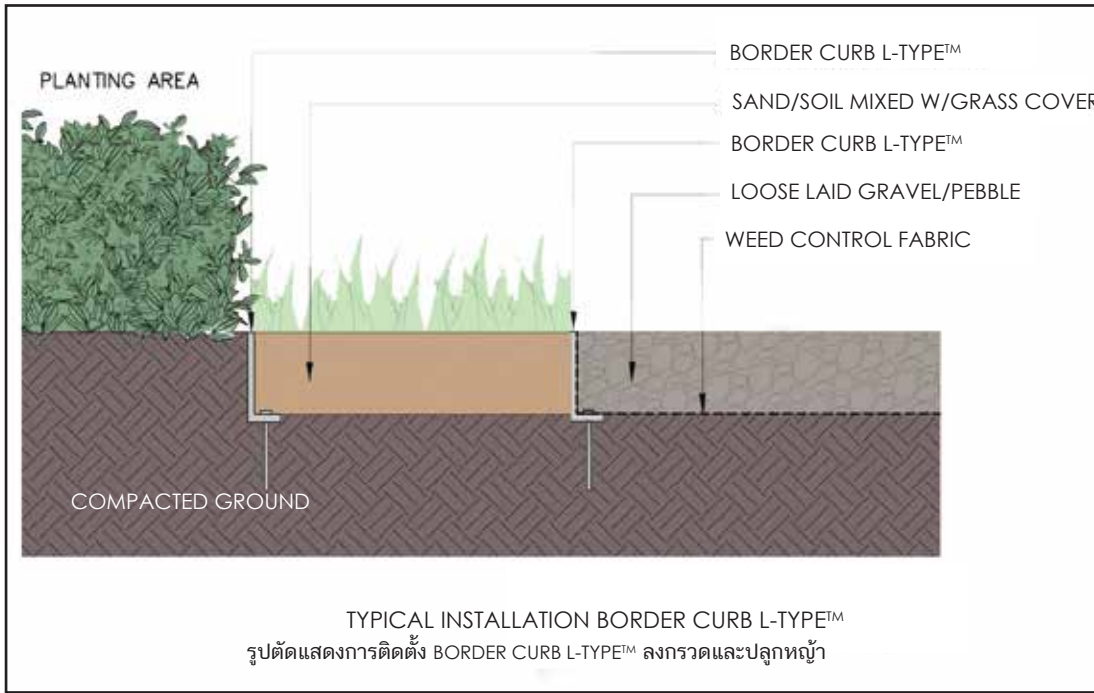 BORDER CURB L-TYPE™
PLANTING AREA
SAND/SOIL MIXED W/GRASS COVER
BORDER CURB L-TYPE™
LOOSE LAID GRAVEL/PEBBLE
WEED CONTROL FABRIC
COMPACTED GROUND
TYPICAL INSTALLATION BORDER CURB L-TYPE™
รูปตัดแสดงการติดตั้ง BORDER CURB L-TYPE™ ลงกรวดและปลูกหญ้า